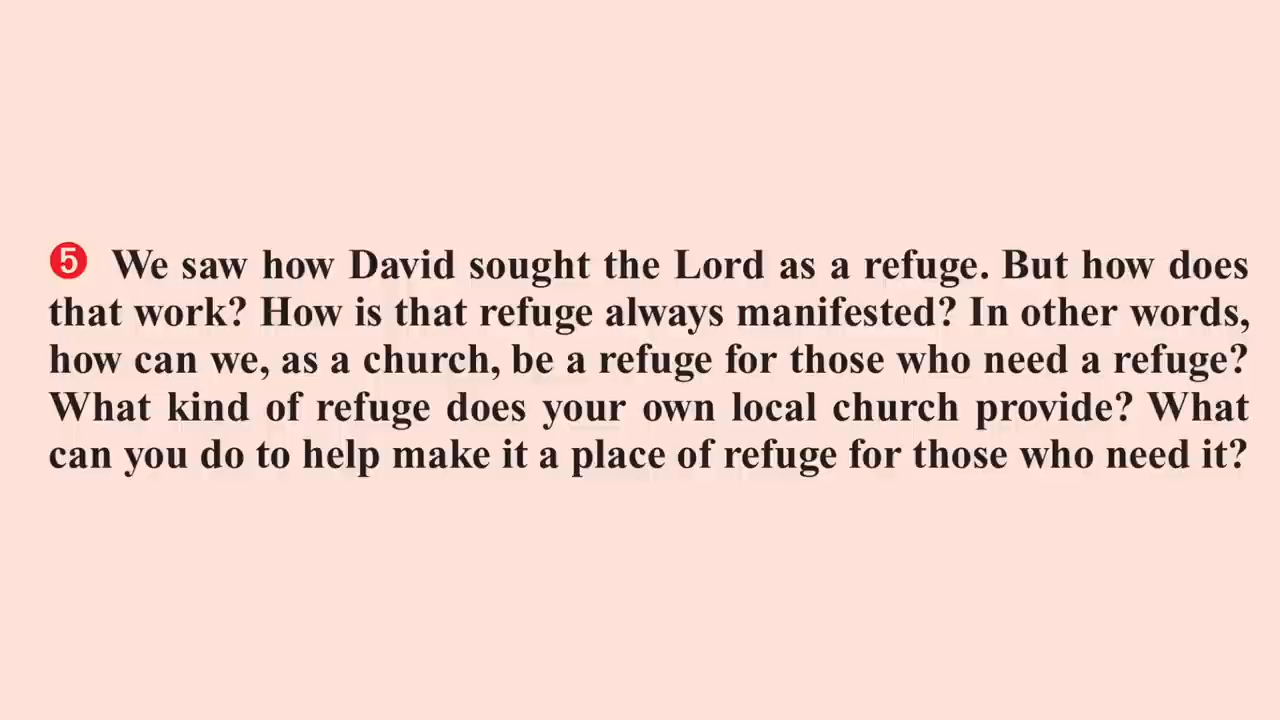 ❺ We saw how David sought the Lord as a refuge. But how does
that work? How is that refuge always manifested? In other words,
how can we, as a church, be a refuge for those who need a refuge?
What kind of refuge does your own local church provide? What
can you do to help make it a place of refuge for those who need it?